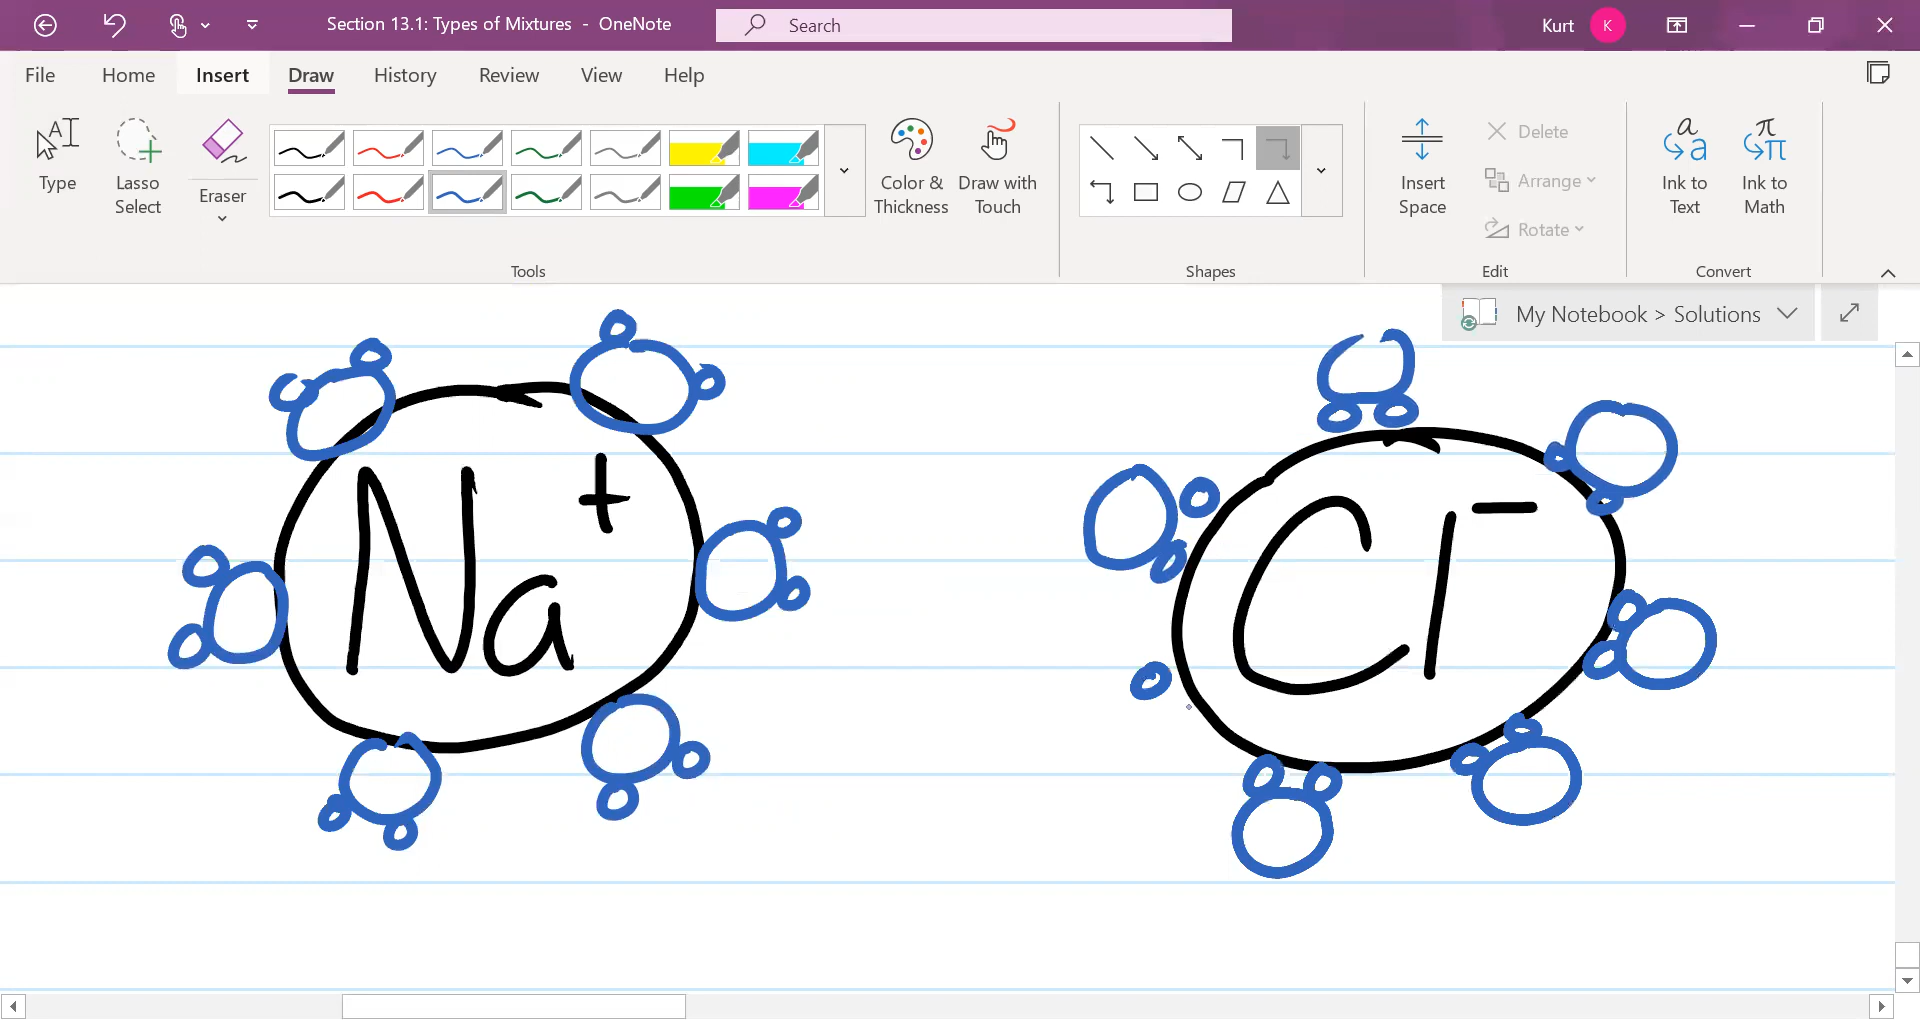 Section 13.1: Types of Mixtures - OneNote
Search
Kurt K
File Home Insert Draw History Review View Help
Type
Lasso Select
Eraser
Color & Thickness
Draw with Touch
Insert Space
Delete
Arrange
Rotate
Ink to Text
Ink to Math
Tools
Shapes
Edit
Convert
My Notebook > Solutions
Na+
Cl−